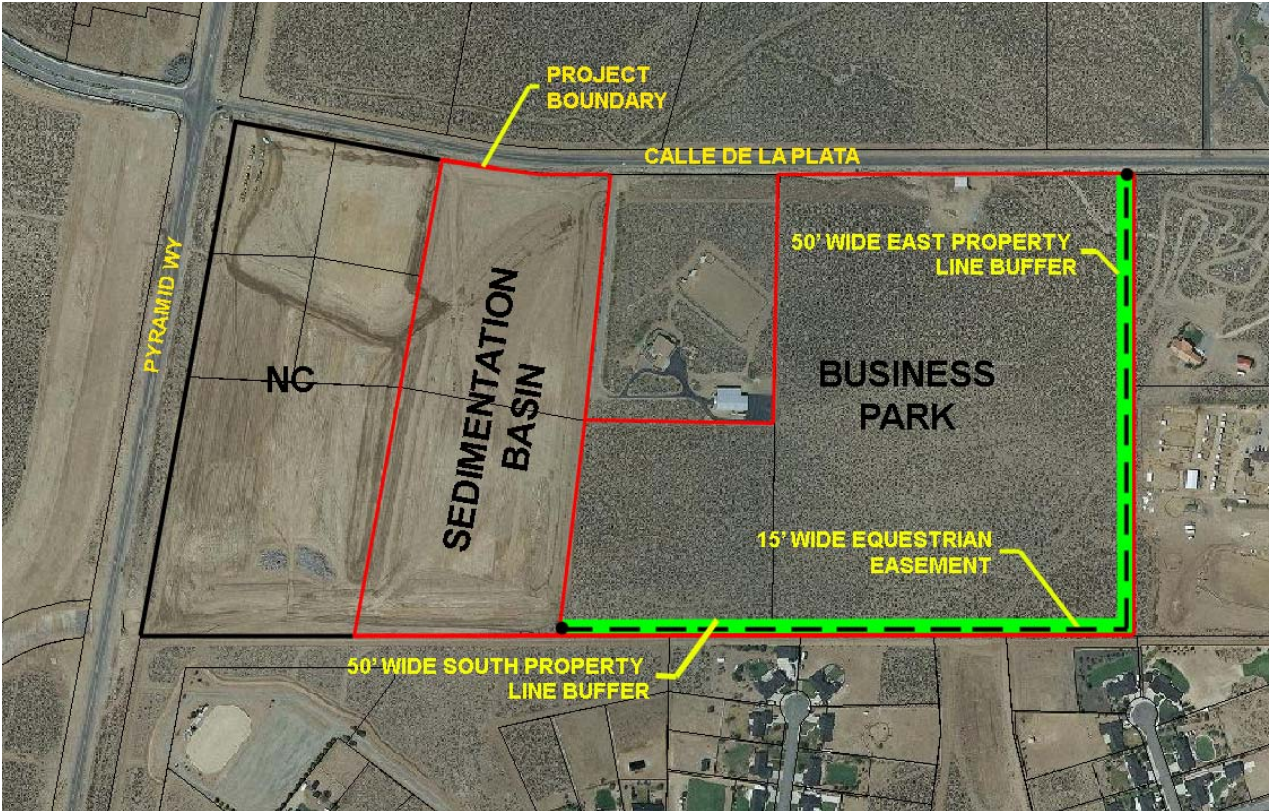 PROJECT
BOUNDARY
CALLE DE LA PLATA
PYRAMID WY
50' WIDE EAST PROPERTY
LINE BUFFER
NC
SEDIMENTATION
BASIN
BUSINESS
PARK
15' WIDE EQUESTRIAN
EASEMENT
50' WIDE SOUTH PROPERTY
LINE BUFFER